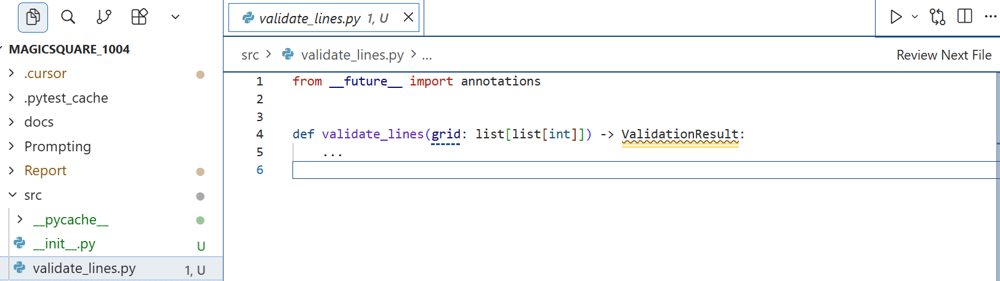 validate_lines.py 1, U
MAGICSQUARE_1004
.cursor
.pytest_cache
docs
Prompting
Report
src
__pycache__
__init__.py U
validate_lines.py 1, U
src > validate_lines.py > ...
Review Next File
1 from __future__ import annotations
2
3
4 def validate_lines(grid: list[list[int]]) -> ValidationResult:
5 ...
6